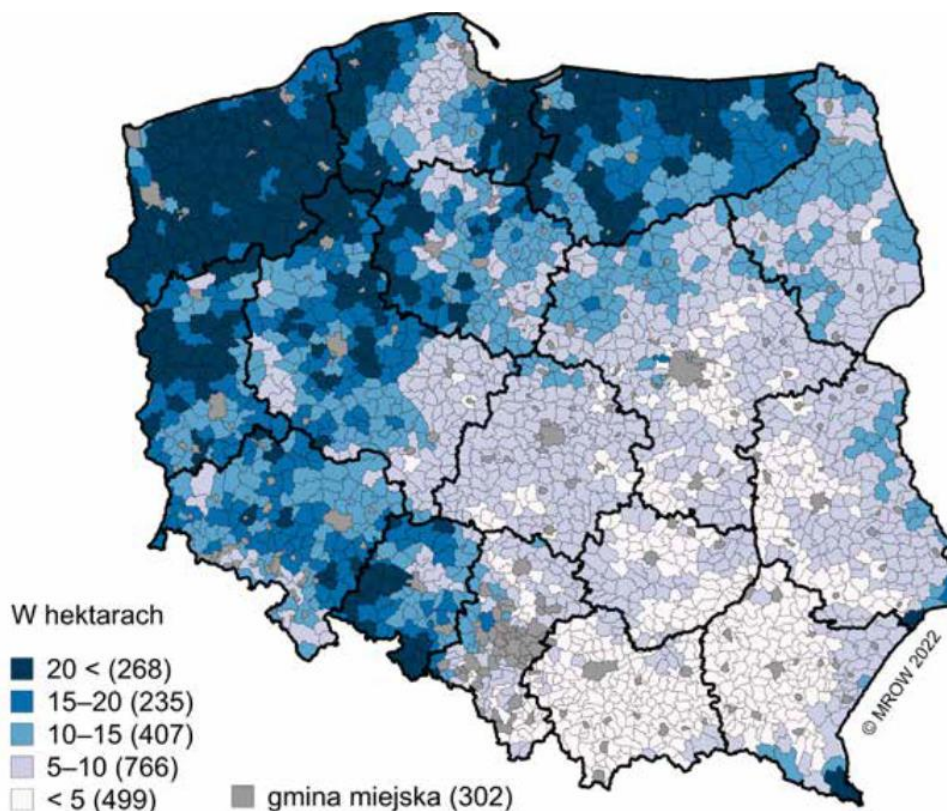 W hektarach
20 < (268)
15–20 (235)
10–15 (407)
5–10 (766)
< 5 (499)
gmina miejska (302)
© MROW 2022